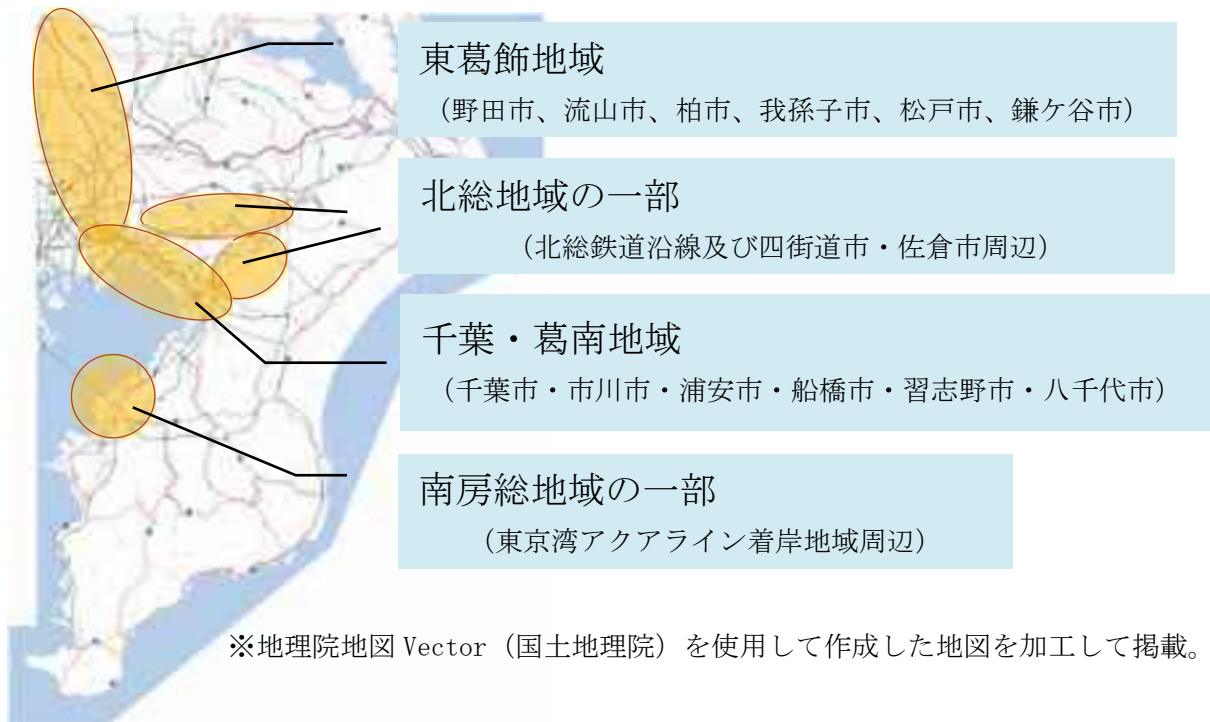 東葛飾地域
（野田市、流山市、柏市、我孫子市、松戸市、鎌ケ谷市）
北総地域の一部
（北総鉄道沿線及び四街道市・佐倉市周辺）
千葉・葛南地域
（千葉市・市川市・浦安市・船橋市・習志野市・八千代市）
南房総地域の一部
（東京湾アクアライン着岸地域周辺）
※地理院地図 Vector（国土地理院）を使用して作成した地図を加工して掲載。